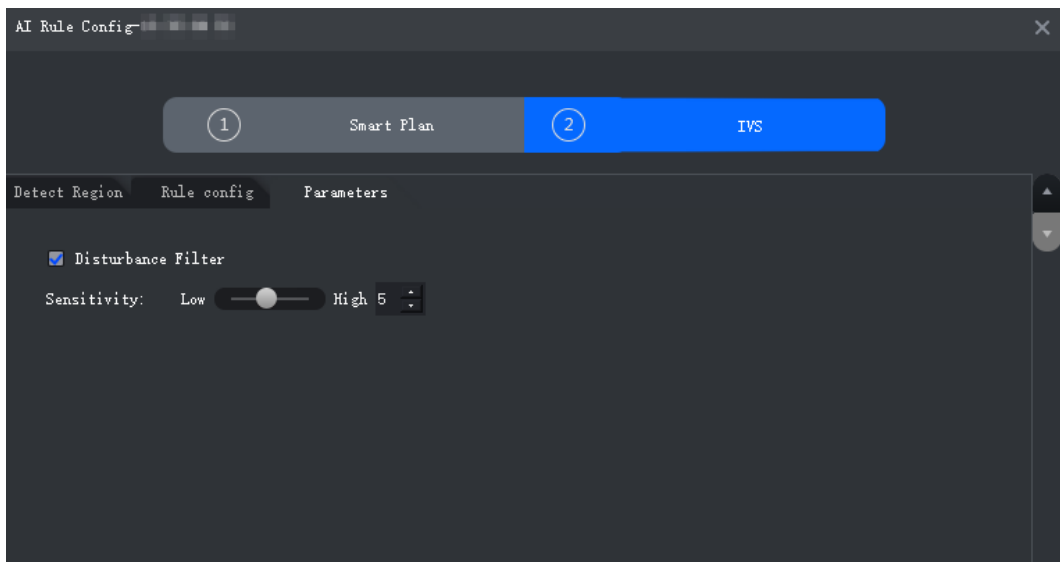 AI Rule Config-
1 Smart Plan 2 IVS
Detect Region Rule config Parameters
Disturbance Filter
Sensitivity: Low High 5